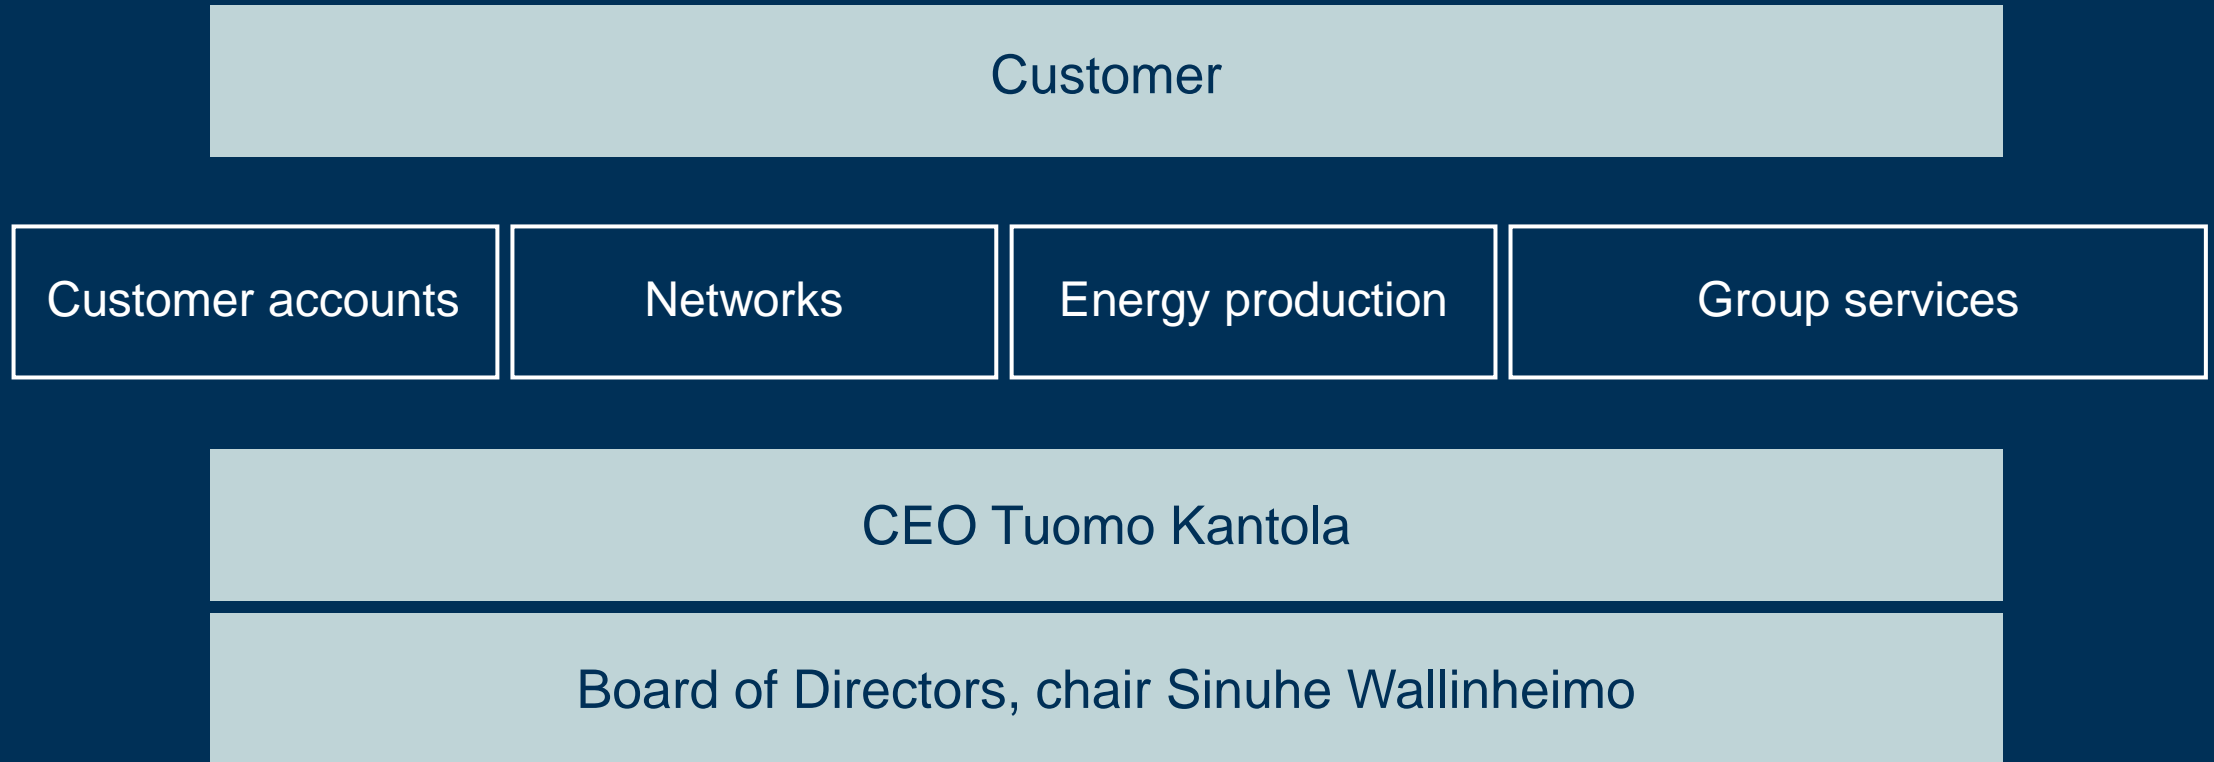 Customer
Customer accounts
Networks
Energy production
Group services
CEO Tuomo Kantola
Board of Directors, chair Sinuhe Wallinheimo